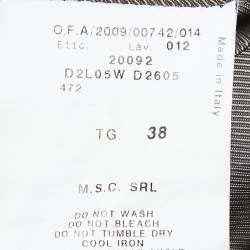 O.F.A/2009/00742/014
Etic. Lav. 012
20092
D2L05W D2605
472
TG. 38
M.S.C. SRL
DO NOT WASH
DO NOT BLEACH
DO NOT TUMBLE DRY
COOL IRON
Made in Italy